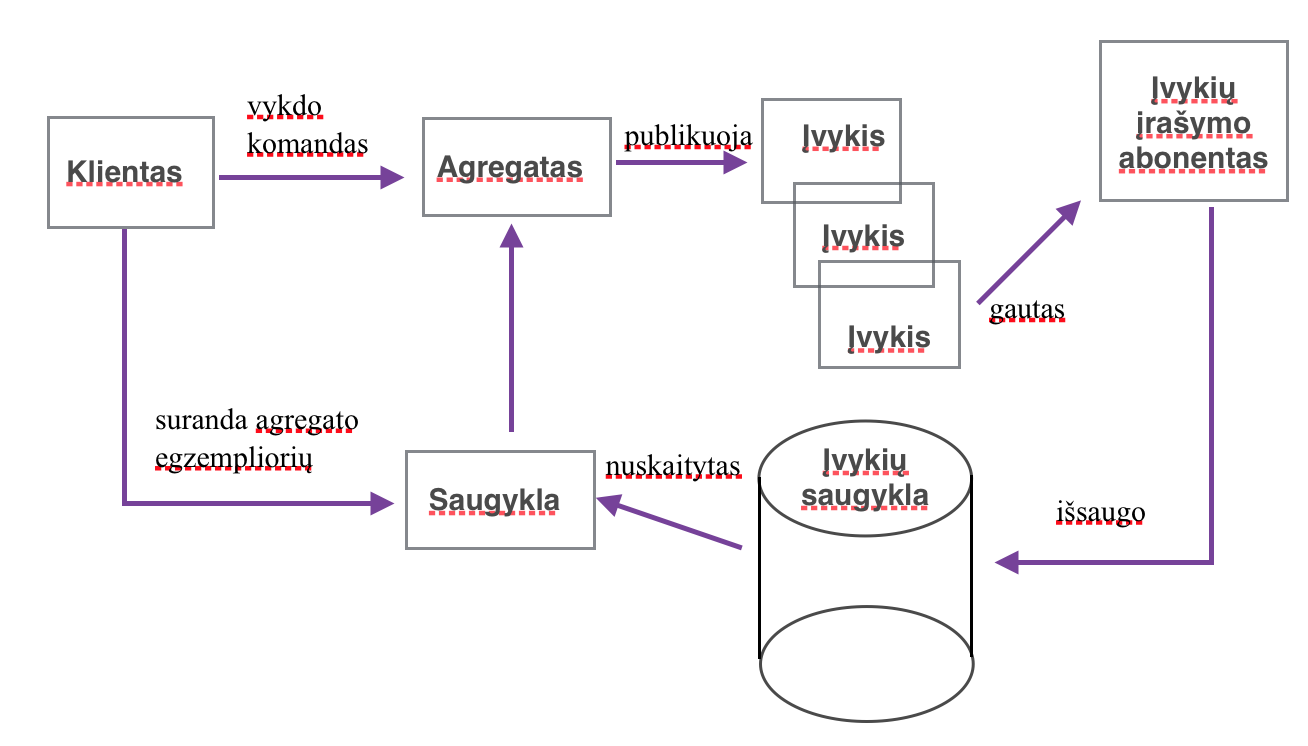 vykdo
komandas
Klientas
Agregatas
publikuoja
Įvykis
Įvykis
Įvykis
Įvykių
įrašymo
abonentas
gautas
suranda agregato
egzempliorių
Saugykla
nuskaitytas
Įvykių
saugykla
išsaugo